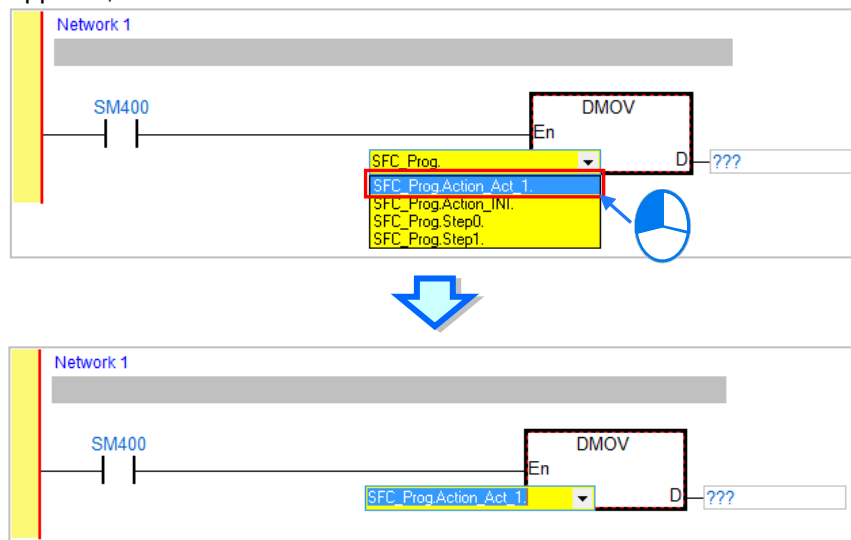 Network 1
SM400
DMOV
En
SFC_Prog.
D
???
SFC_Prog.Action_Act_1.
SFC_Prog.Action_INI.
SFC_Prog.Step0.
SFC_Prog.Step1.
Network 1
SM400
DMOV
En
SFC_Prog.Action_Act_1.
D
???